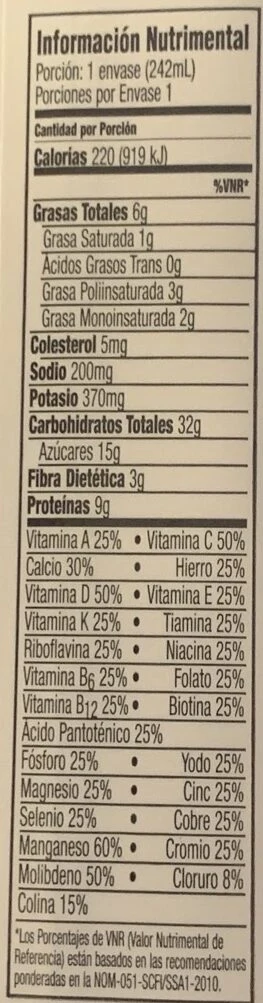 Información Nutrimental
Porción: 1 envase (242mL)
Porciones por Envase 1
Cantidad por Porción
Calorías 220 (919 kJ)
%VNR*
Grasas Totales 6g
Grasa Saturada 1g
Ácidos Grasos Trans 0g
Grasa Poliinsaturada 3g
Grasa Monoinsaturada 2g
Colesterol 5mg
Sodio 200mg
Potasio 370mg
Carbohidratos Totales 32g
Azúcares 15g
Fibra Dietética 3g
Proteínas 9g
Vitamina A 25% • Vitamina C 50%
Calcio 30% • Hierro 25%
Vitamina D 50% • Vitamina E 25%
Vitamina K 25% • Tiamina 25%
Riboflavina 25% • Niacina 25%
Vitamina B6 25% • Folato 25%
Vitamina B12 25% • Biotina 25%
Ácido Pantoténico 25%
Fósforo 25% • Yodo 25%
Magnesio 25% • Cinc 25%
Selenio 25% • Cobre 25%
Manganeso 60% • Cromio 25%
Molibdeno 50% • Cloruro 8%
Colina 15%
*Los Porcentajes de VNR (Valor Nutrimental de
Referencia) están basados en las recomendaciones
ponderadas en la NOM-051-SCFI/SSA1-2010.